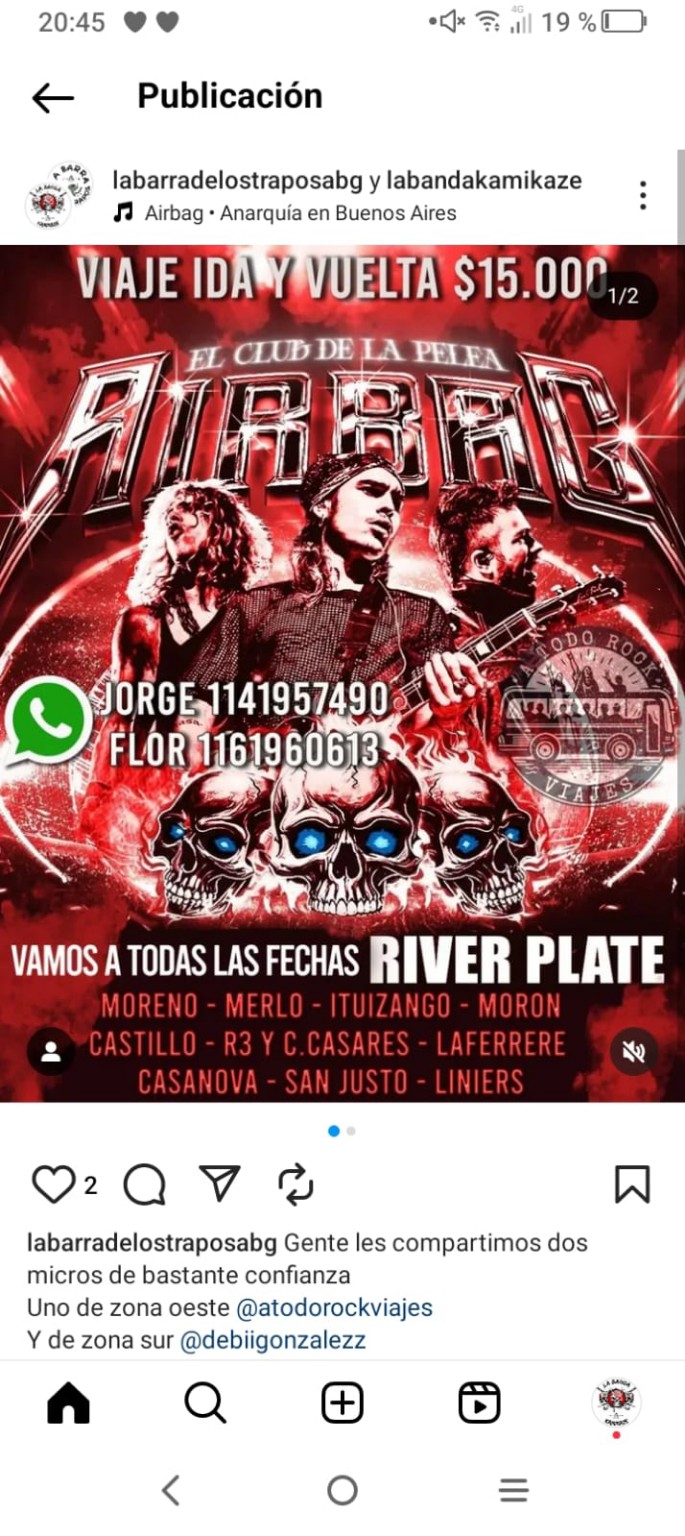 20:45
4G
19 %
Publicación
labarradelostraposabg y labandakamikaze
Airbag • Anarquía en Buenos Aires
VIAJE IDA Y VUELTA $15.000
1/2
EL CLUB DE LA PELEA
AIRBAG
A TODO ROCK
JORGE 1141957490
FLOR 1161960613
VIAJES
VAMOS A TODAS LAS FECHAS RIVER PLATE
MORENO - MERLO - ITUIZANGO - MORON
CASTILLO - R3 Y C.CASARES - LAFERRERE
CASANOVA - SAN JUSTO - LINIERS
2
labarradelostraposabg Gente les compartimos dos
micros de bastante confianza
Uno de zona oeste @atodorockviajes
Y de zona sur @debiigonzalezz